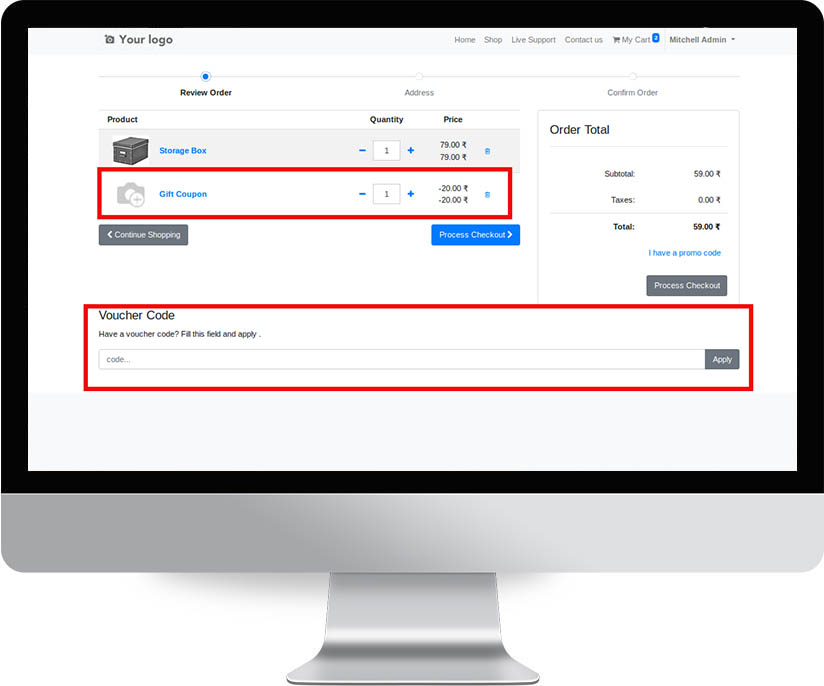 Your logo
Home Shop Live Support Contact us My Cart 2 Mitchell Admin
Review Order Address Confirm Order
Product Quantity Price
Storage Box 1 79.00 ₹
79.00 ₹
Gift Coupon 1 -20.00 ₹
-20.00 ₹
Continue Shopping Process Checkout
Order Total
Subtotal: 59.00 ₹
Taxes: 0.00 ₹
Total: 59.00 ₹
I have a promo code
Process Checkout
Voucher Code
Have a voucher code? Fill this field and apply .
code... Apply